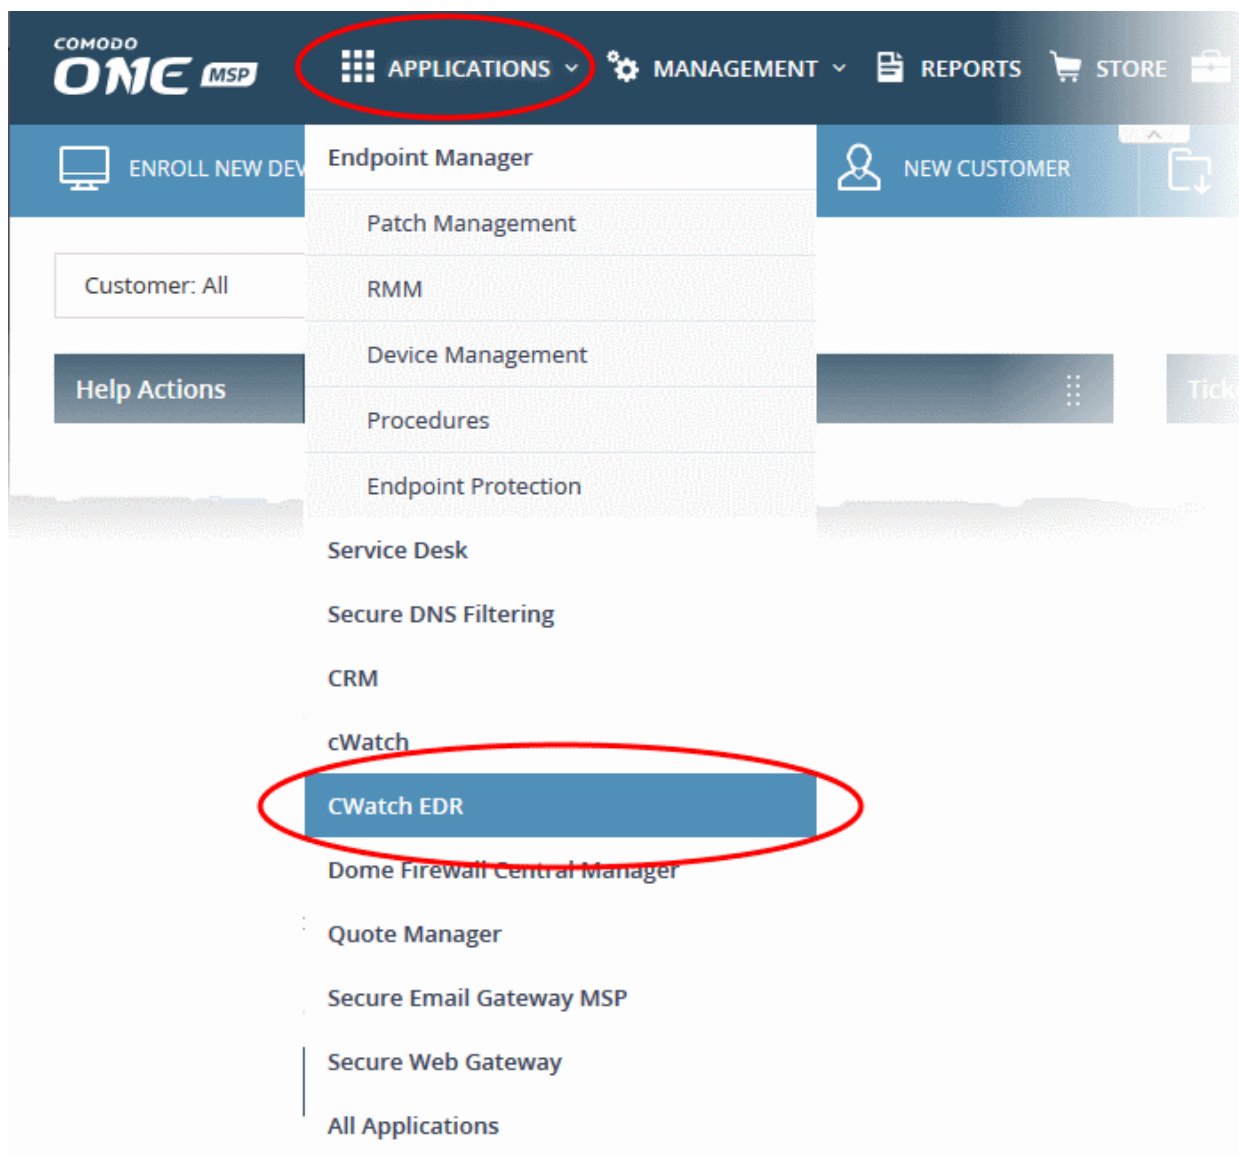 COMODO
ONE MSP
APPLICATIONS
MANAGEMENT
REPORTS
STORE
ENROLL NEW DEV
NEW CUSTOMER
Endpoint Manager
Patch Management
Customer: All
RMM
Device Management
Help Actions
Tick
Procedures
Endpoint Protection
Service Desk
Secure DNS Filtering
CRM
cWatch
CWatch EDR
Dome Firewall Central Manager
Quote Manager
Secure Email Gateway MSP
Secure Web Gateway
All Applications